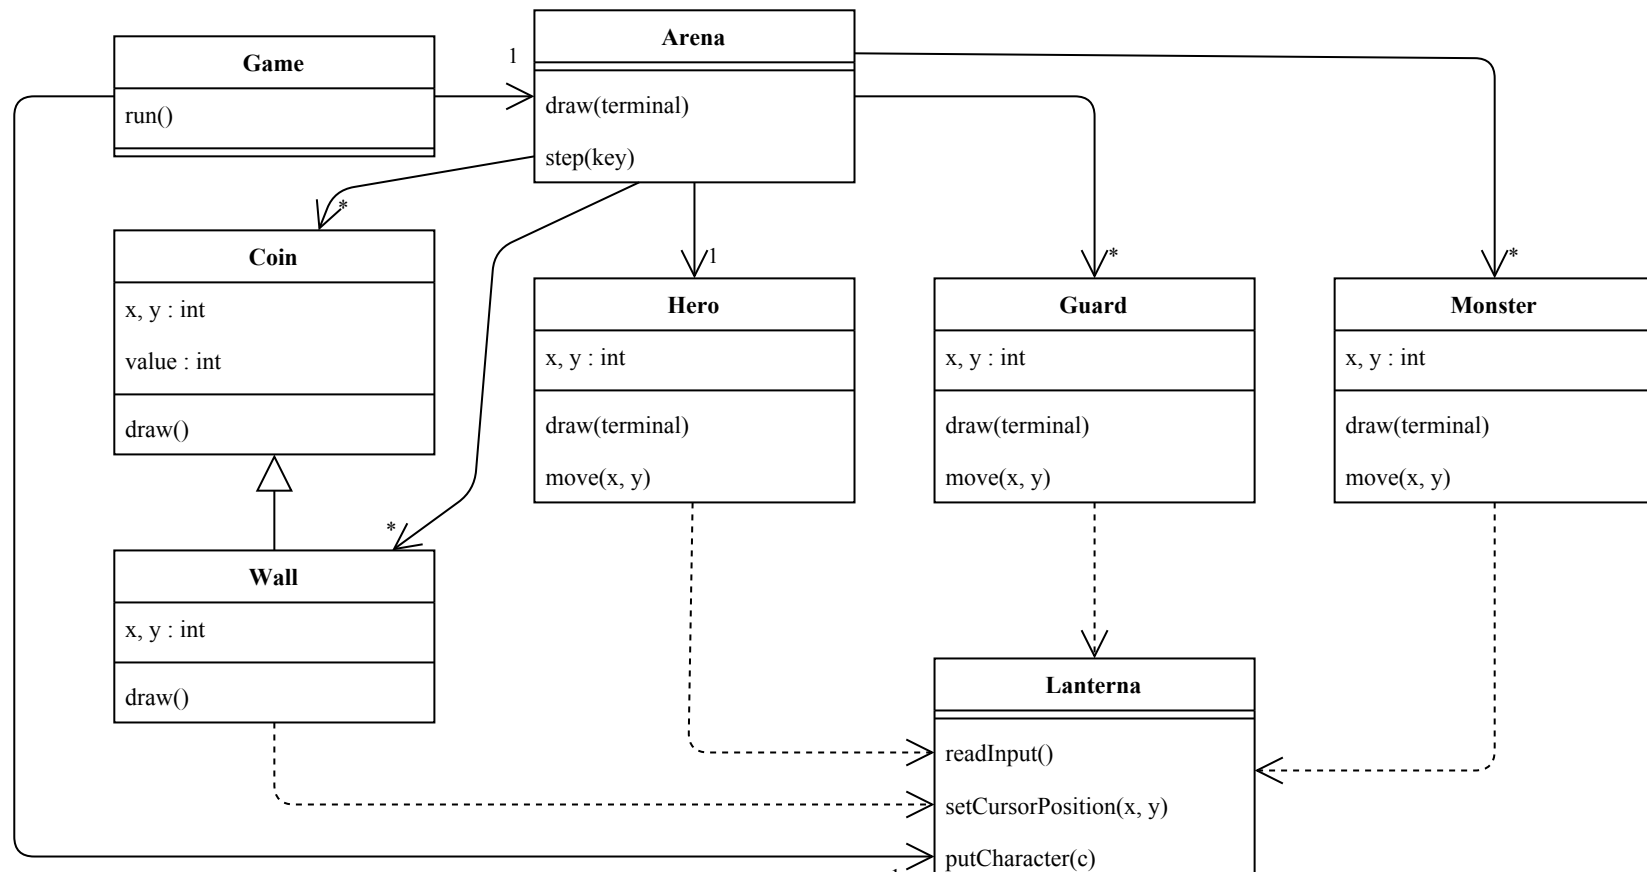 Game
run()
1
Arena
draw(terminal)
step(key)
*
Coin
x, y : int
value : int
draw()
*
Wall
x, y : int
draw()
1
Hero
x, y : int
draw(terminal)
move(x, y)
*
Guard
x, y : int
draw(terminal)
move(x, y)
*
Monster
x, y : int
draw(terminal)
move(x, y)
Lanterna
readInput()
setCursorPosition(x, y)
putCharacter(c)